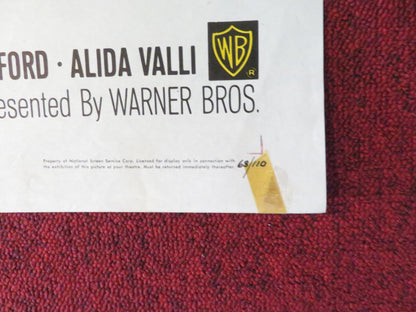 FORD · ALIDA VALLI
WB
®
esented By WARNER BROS.
Property of National Screen Service Corp. Licensed for display only in connection with
the exhibition of this picture at your theatre. Must be returned immediately thereafter.
68/110